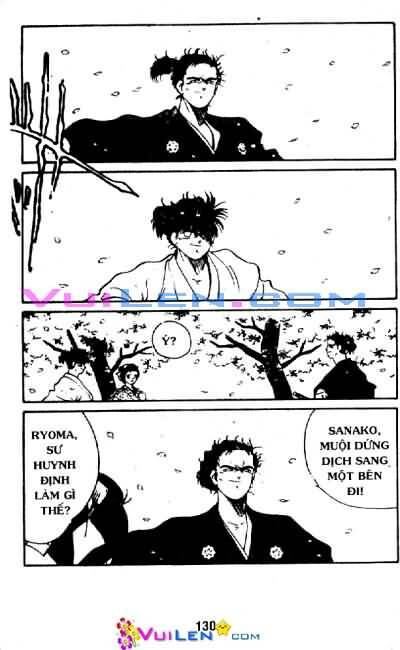 VuiLen.com
Ỳ?
SANAKO,
MUỘI DỨNG
DỊCH SANG
MỘT BÊN
ĐI!
RYOMA,
SƯ
HUYNH
ĐỊNH
LÀM GÌ
THẾ?
130
VuiLen.com